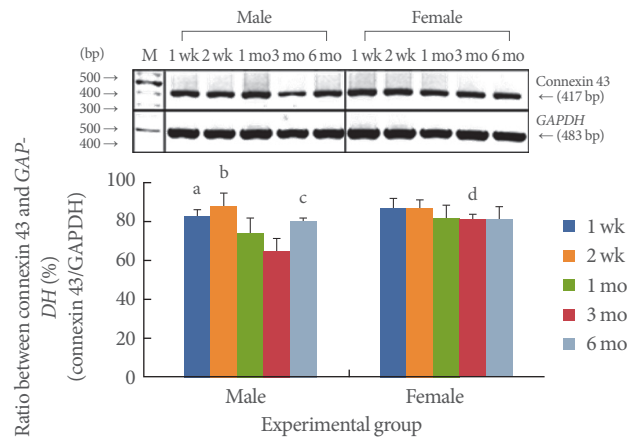 Male Female
(bp) M 1 wk 2 wk 1 mo 3 mo 6 mo 1 wk 2 wk 1 mo 3 mo 6 mo
500 →
400 →
300 →
Connexin 43
← (417 bp)
500 →
400 →
GAPDH
← (483 bp)
Ratio between connexin 43 and GAP-
DH (%)
(connexin 43/GAPDH)
100
80
60
40
20
0
a b c d
1 wk
2 wk
1 mo
3 mo
6 mo
Male Female
Experimental group